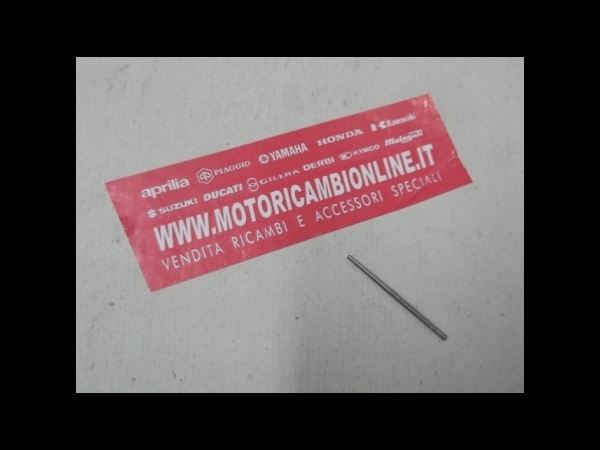 aprilia PIAGGIO YAMAHA HONDA Kawasaki
SUZUKI DUCATI GILERA DERBI KYMCO Malaguti
WWW.MOTORICAMBIONLINE.IT
VENDITA RICAMBI E ACCESSORI SPECIALI